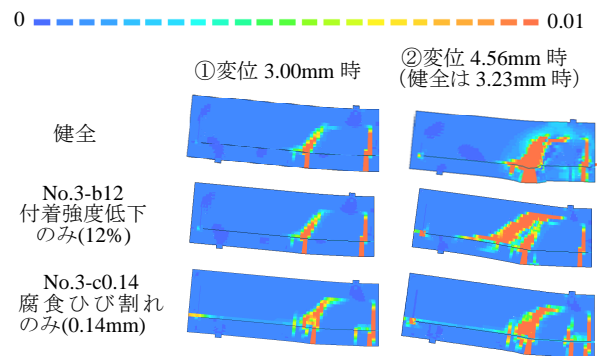 0 0.01
①変位 3.00mm 時
②変位 4.56mm 時
（健全は 3.23mm 時）
健全
No.3-b12
付着強度低下
のみ(12%)
No.3-c0.14
腐食ひび割れ
のみ(0.14mm)